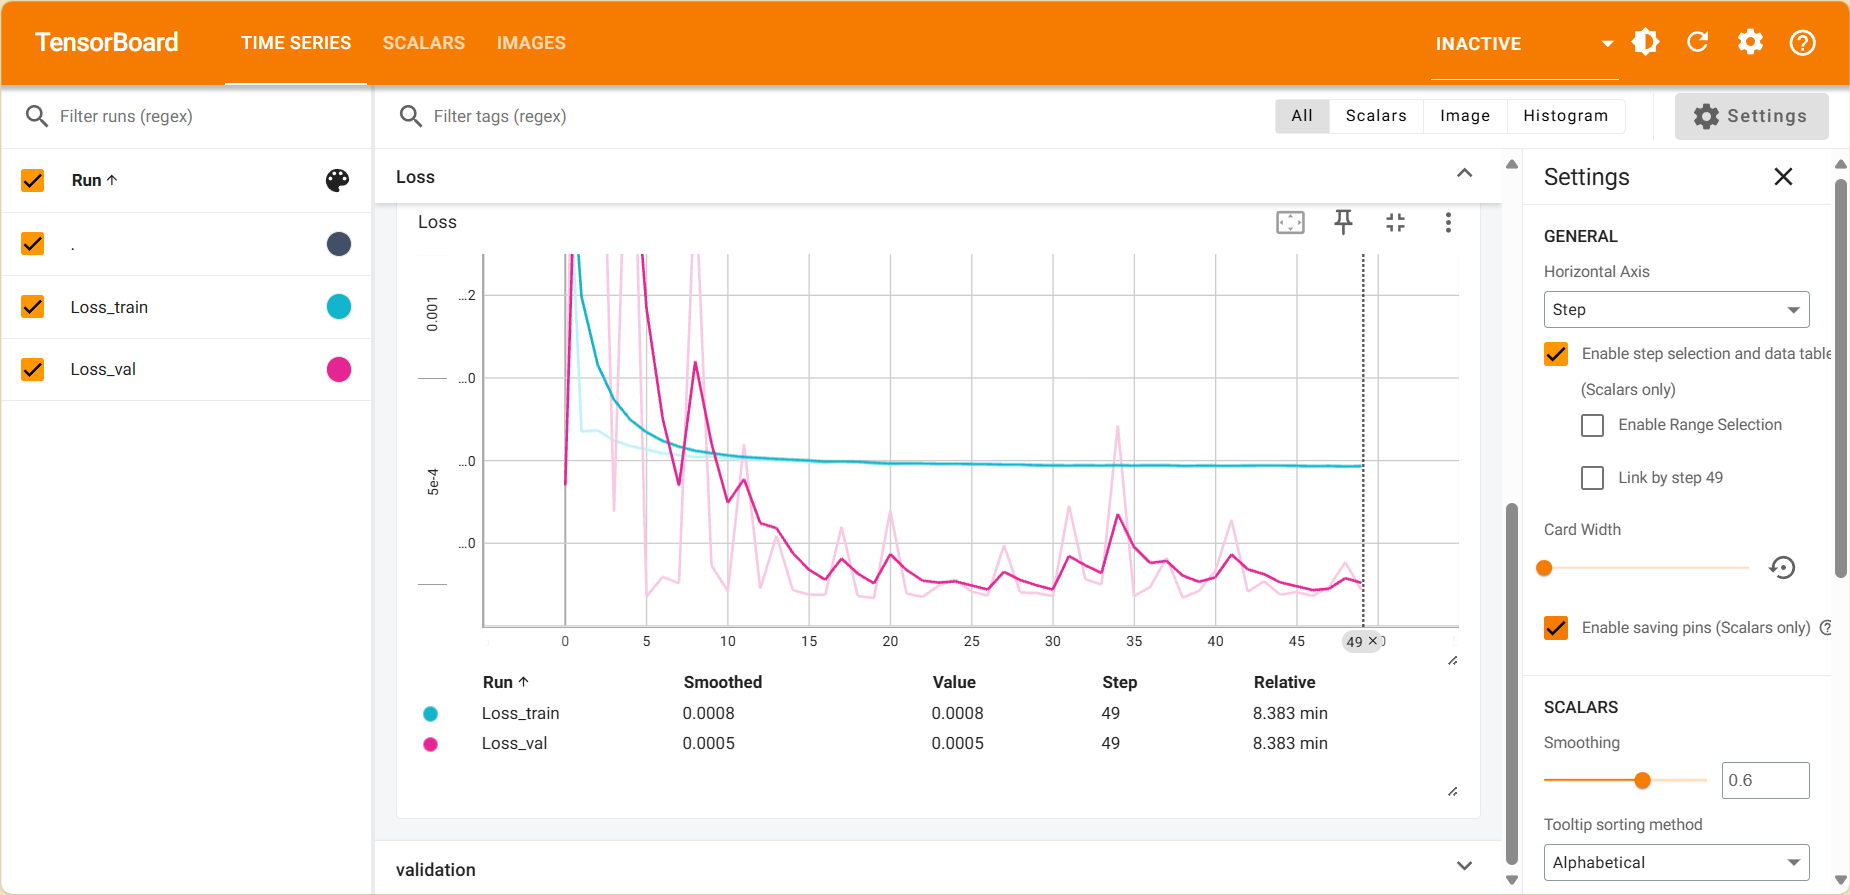 TensorBoard
TIME SERIES
SCALARS
IMAGES
INACTIVE
Filter runs (regex)
Filter tags (regex)
All
Scalars
Image
Histogram
Settings
Run
.
Loss_train
Loss_val
Loss
Loss
0.001
5e-4
...2
...0
...0
...0
0
5
10
15
20
25
30
35
40
45
49
Run Smoothed Value Step Relative
Loss_train 0.0008 0.0008 49 8.383 min
Loss_val 0.0005 0.0005 49 8.383 min
validation
Settings
GENERAL
Horizontal Axis
Step
Enable step selection and data table
(Scalars only)
Enable Range Selection
Link by step 49
Card Width
Enable saving pins (Scalars only)
SCALARS
Smoothing
0.6
Tooltip sorting method
Alphabetical